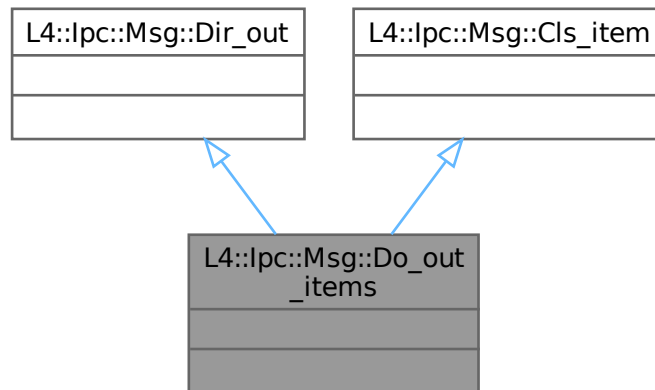 L4::Ipc::Msg::Dir_out
L4::Ipc::Msg::Cls_item
L4::Ipc::Msg::Do_out
_items